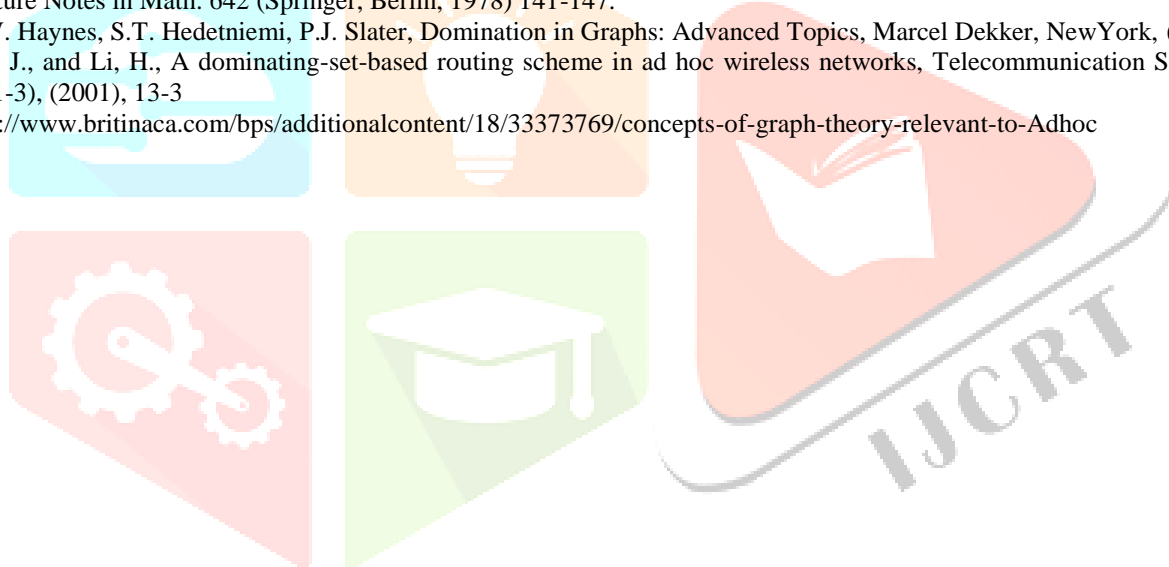 ture Notes in Math. 642 (Springer, Berlin, 1978) 141-147.
. Haynes, S.T. Hedetniemi, P.J. Slater, Domination in Graphs: Advanced Topics, Marcel Dekker, NewYork, (
J., and Li, H., A dominating-set-based routing scheme in ad hoc wireless networks, Telecommunication S
-3), (2001), 13-3
://www.britinaca.com/bps/additionalcontent/18/33373769/concepts-of-graph-theory-relevant-to-Adhoc
IJCRT